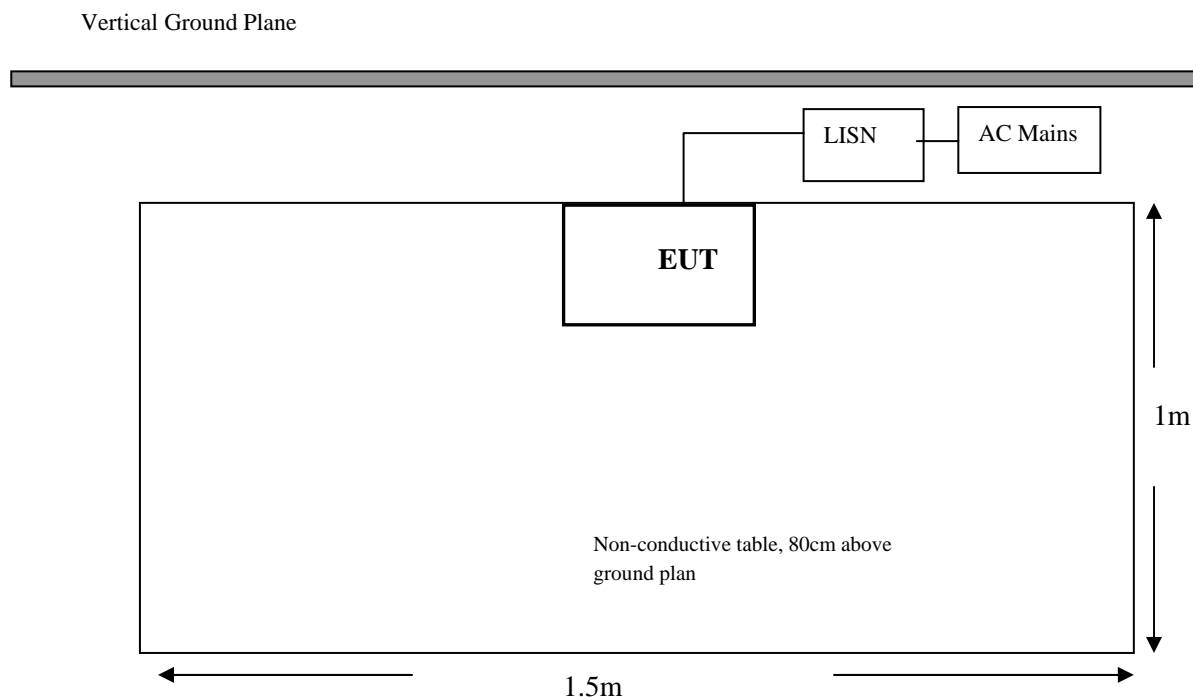 Vertical Ground Plane
LISN
AC Mains
EUT
1m
Non-conductive table, 80cm above
ground plan
1.5m